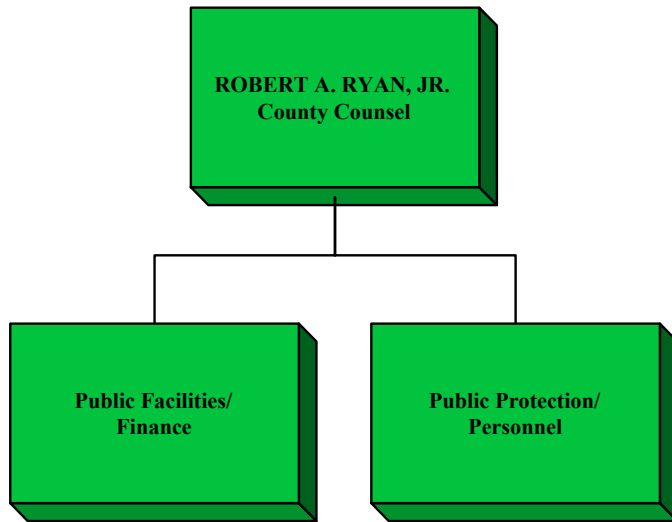 ROBERT A. RYAN, JR.
County Counsel
Public Facilities/
Finance
Public Protection/
Personnel